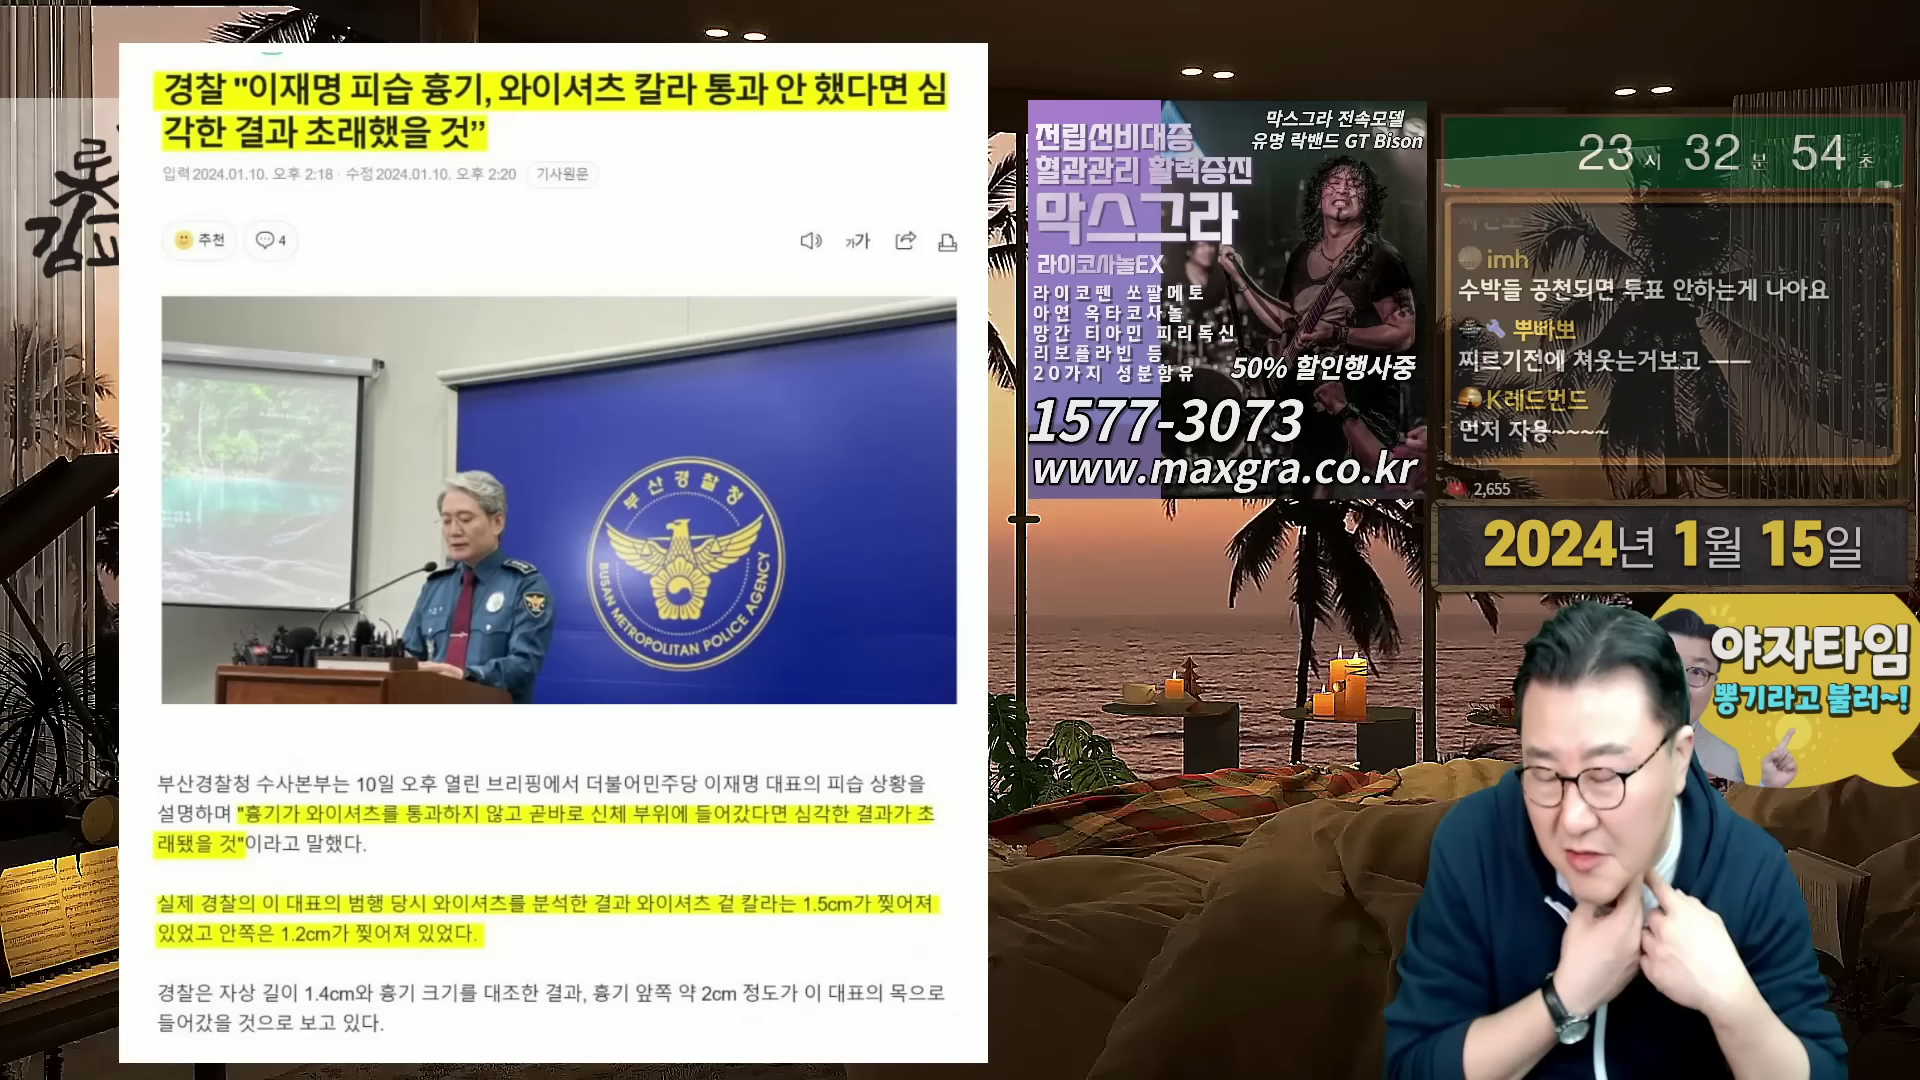 경찰 "이재명 피습 흉기, 와이셔츠 칼라 통과 안 했다면 심
각한 결과 초래했을 것”
입력 2024.01.10. 오후 2:18 · 수정 2024.01.10. 오후 2:20 기사원문
추천 4
가가
부산경찰청
BUSAN METROPOLITAN POLICE AGENCY
부산경찰청 수사본부는 10일 오후 열린 브리핑에서 더불어민주당 이재명 대표의 피습 상황을
설명하며 "흉기가 와이셔츠를 통과하지 않고 곧바로 신체 부위에 들어갔다면 심각한 결과가 초
래됐을 것"이라고 말했다.
실제 경찰의 이 대표의 범행 당시 와이셔츠를 분석한 결과 와이셔츠 겉 칼라는 1.5cm가 찢어져
있었고 안쪽은 1.2cm가 찢어져 있었다.
경찰은 자상 길이 1.4cm와 흉기 크기를 대조한 결과, 흉기 앞쪽 약 2cm 정도가 이 대표의 목으로
들어갔을 것으로 보고 있다.
막스그라 전속모델
유명 락밴드 GT Bison
전립선비대증
혈관관리 활력증진
막스그라
라이코사놀EX
라이코펜 쏘팔메토
아연 옥타코사놀
망간 티아민 피리독신
리보플라빈 등
20가지 성분함유
50% 할인행사중
1577-3073
www.maxgra.co.kr
23시 32분 54초
imh
수박들 공천되면 투표 안하는게 나아요
뿌빠뽀
찌르기전에 쳐웃는거보고 ㅡㅡ
K레드먼드
먼저 자용~~~~
2,655
2024년 1월 15일
야자타임
뽕기라고 불러~!